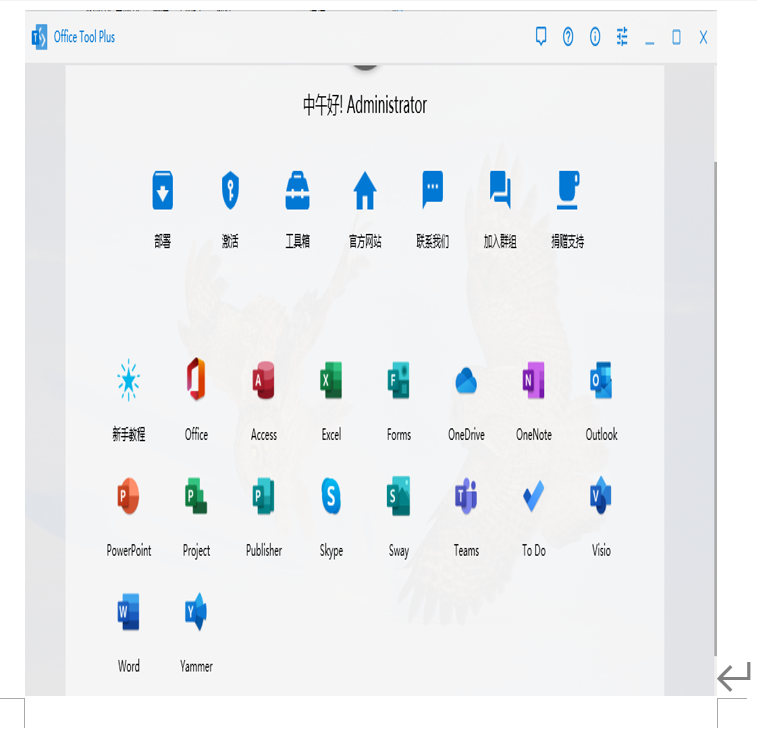 Office Tool Plus
中午好! Administrator
部署 激活 工具箱 官方网站 联系我们 加入群组 捐赠支持
新手教程 Office Access Excel Forms OneDrive OneNote Outlook
PowerPoint Project Publisher Skype Sway Teams To Do Visio
Word Yammer